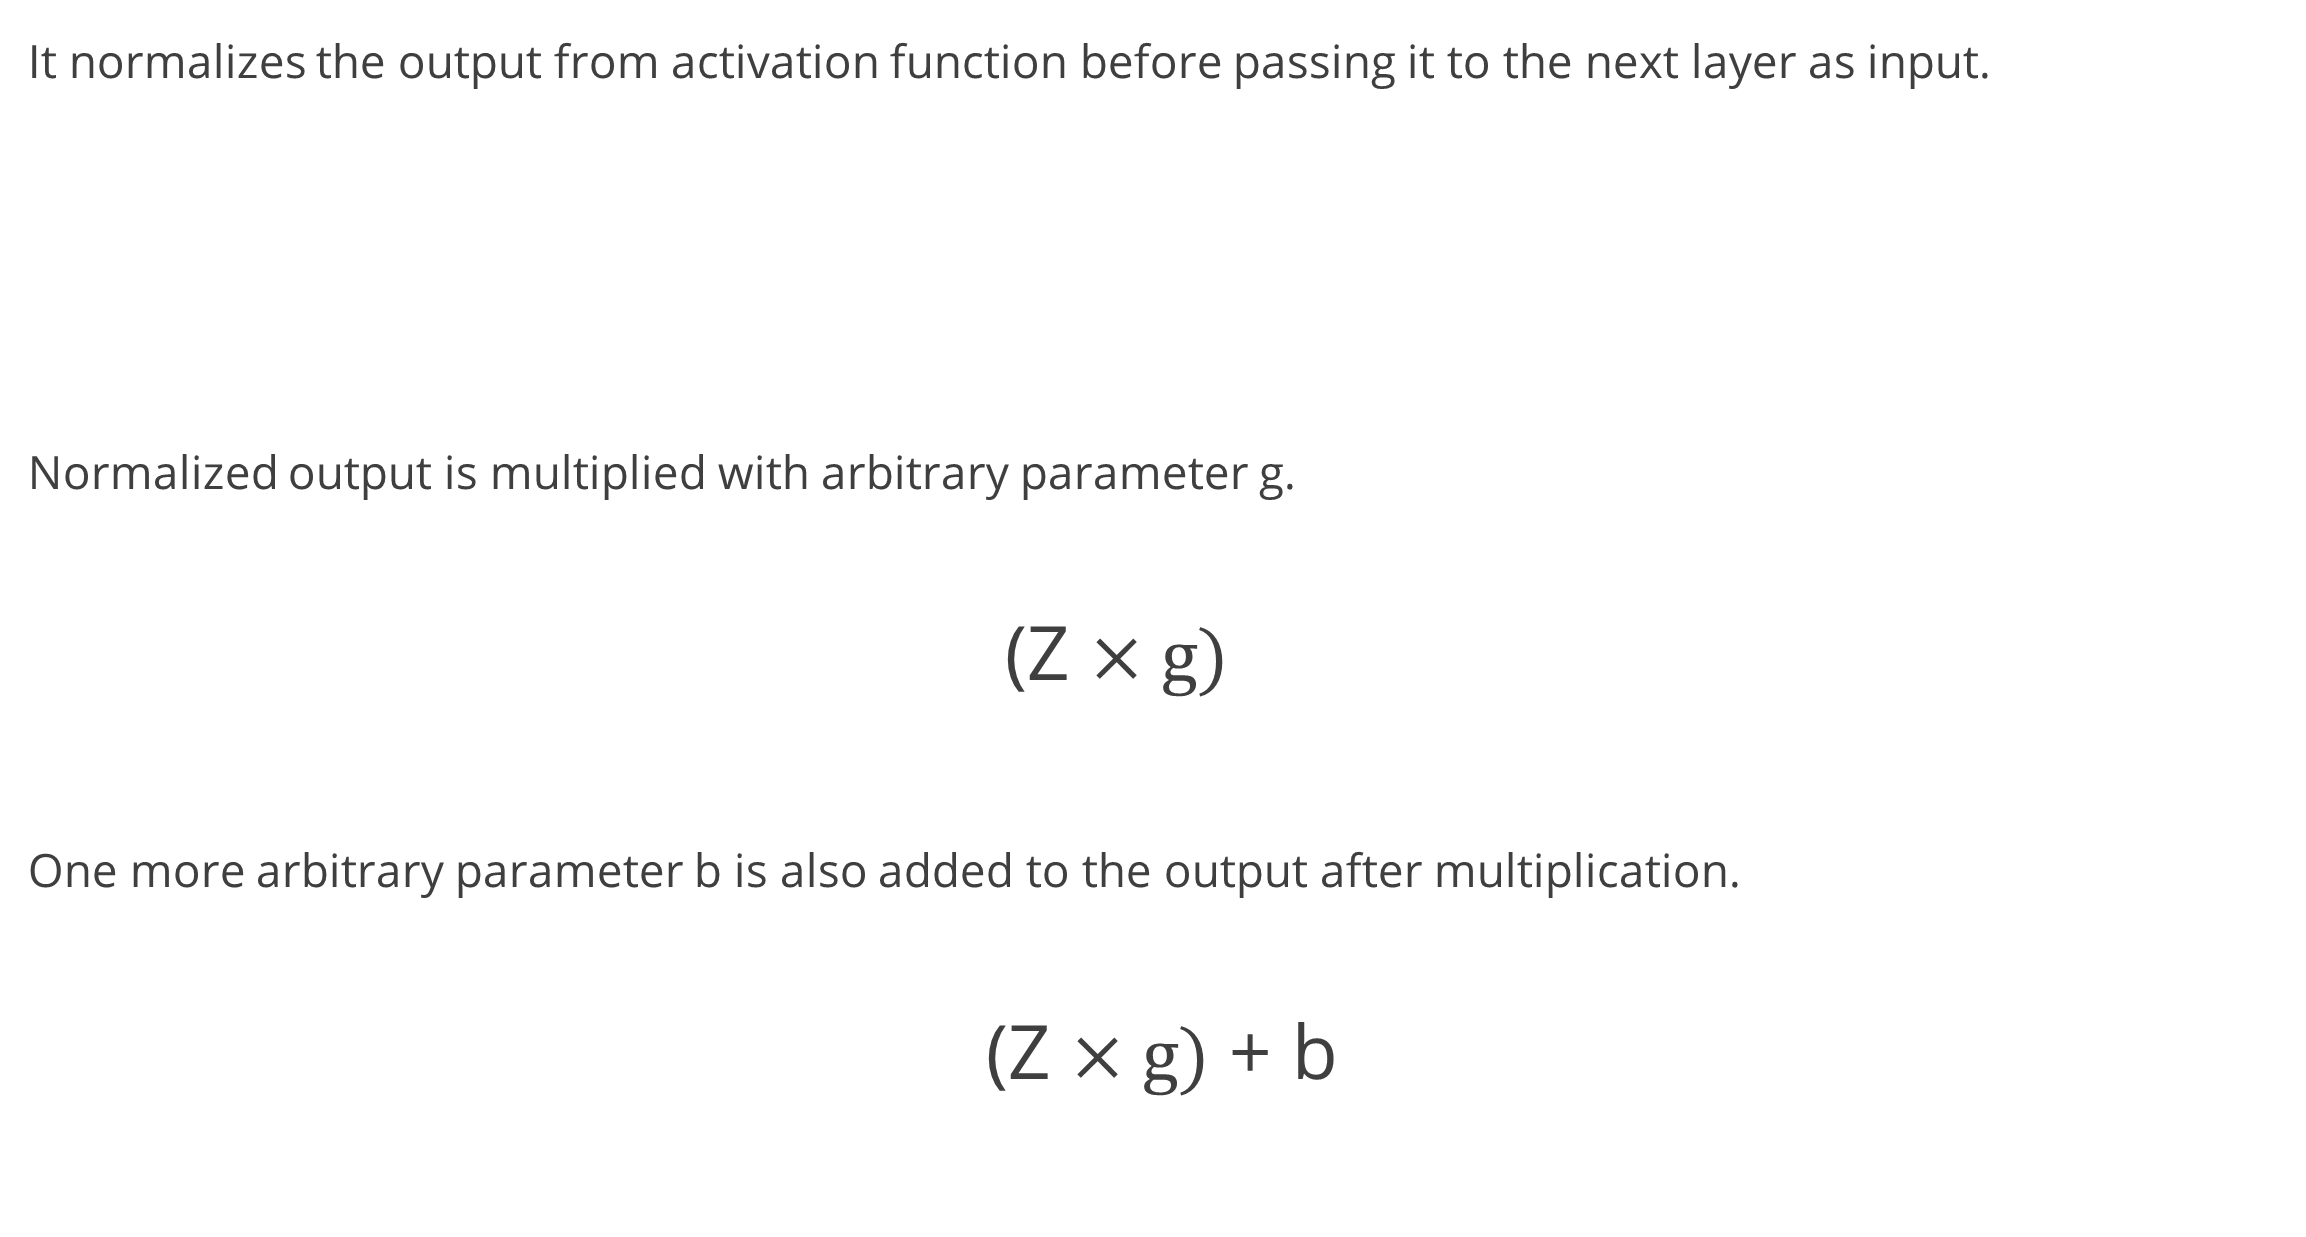 It normalizes the output from activation function before passing it to the next layer as input.
Normalized output is multiplied with arbitrary parameter g.
(Z × g)
One more arbitrary parameter b is also added to the output after multiplication.
(Z × g) + b